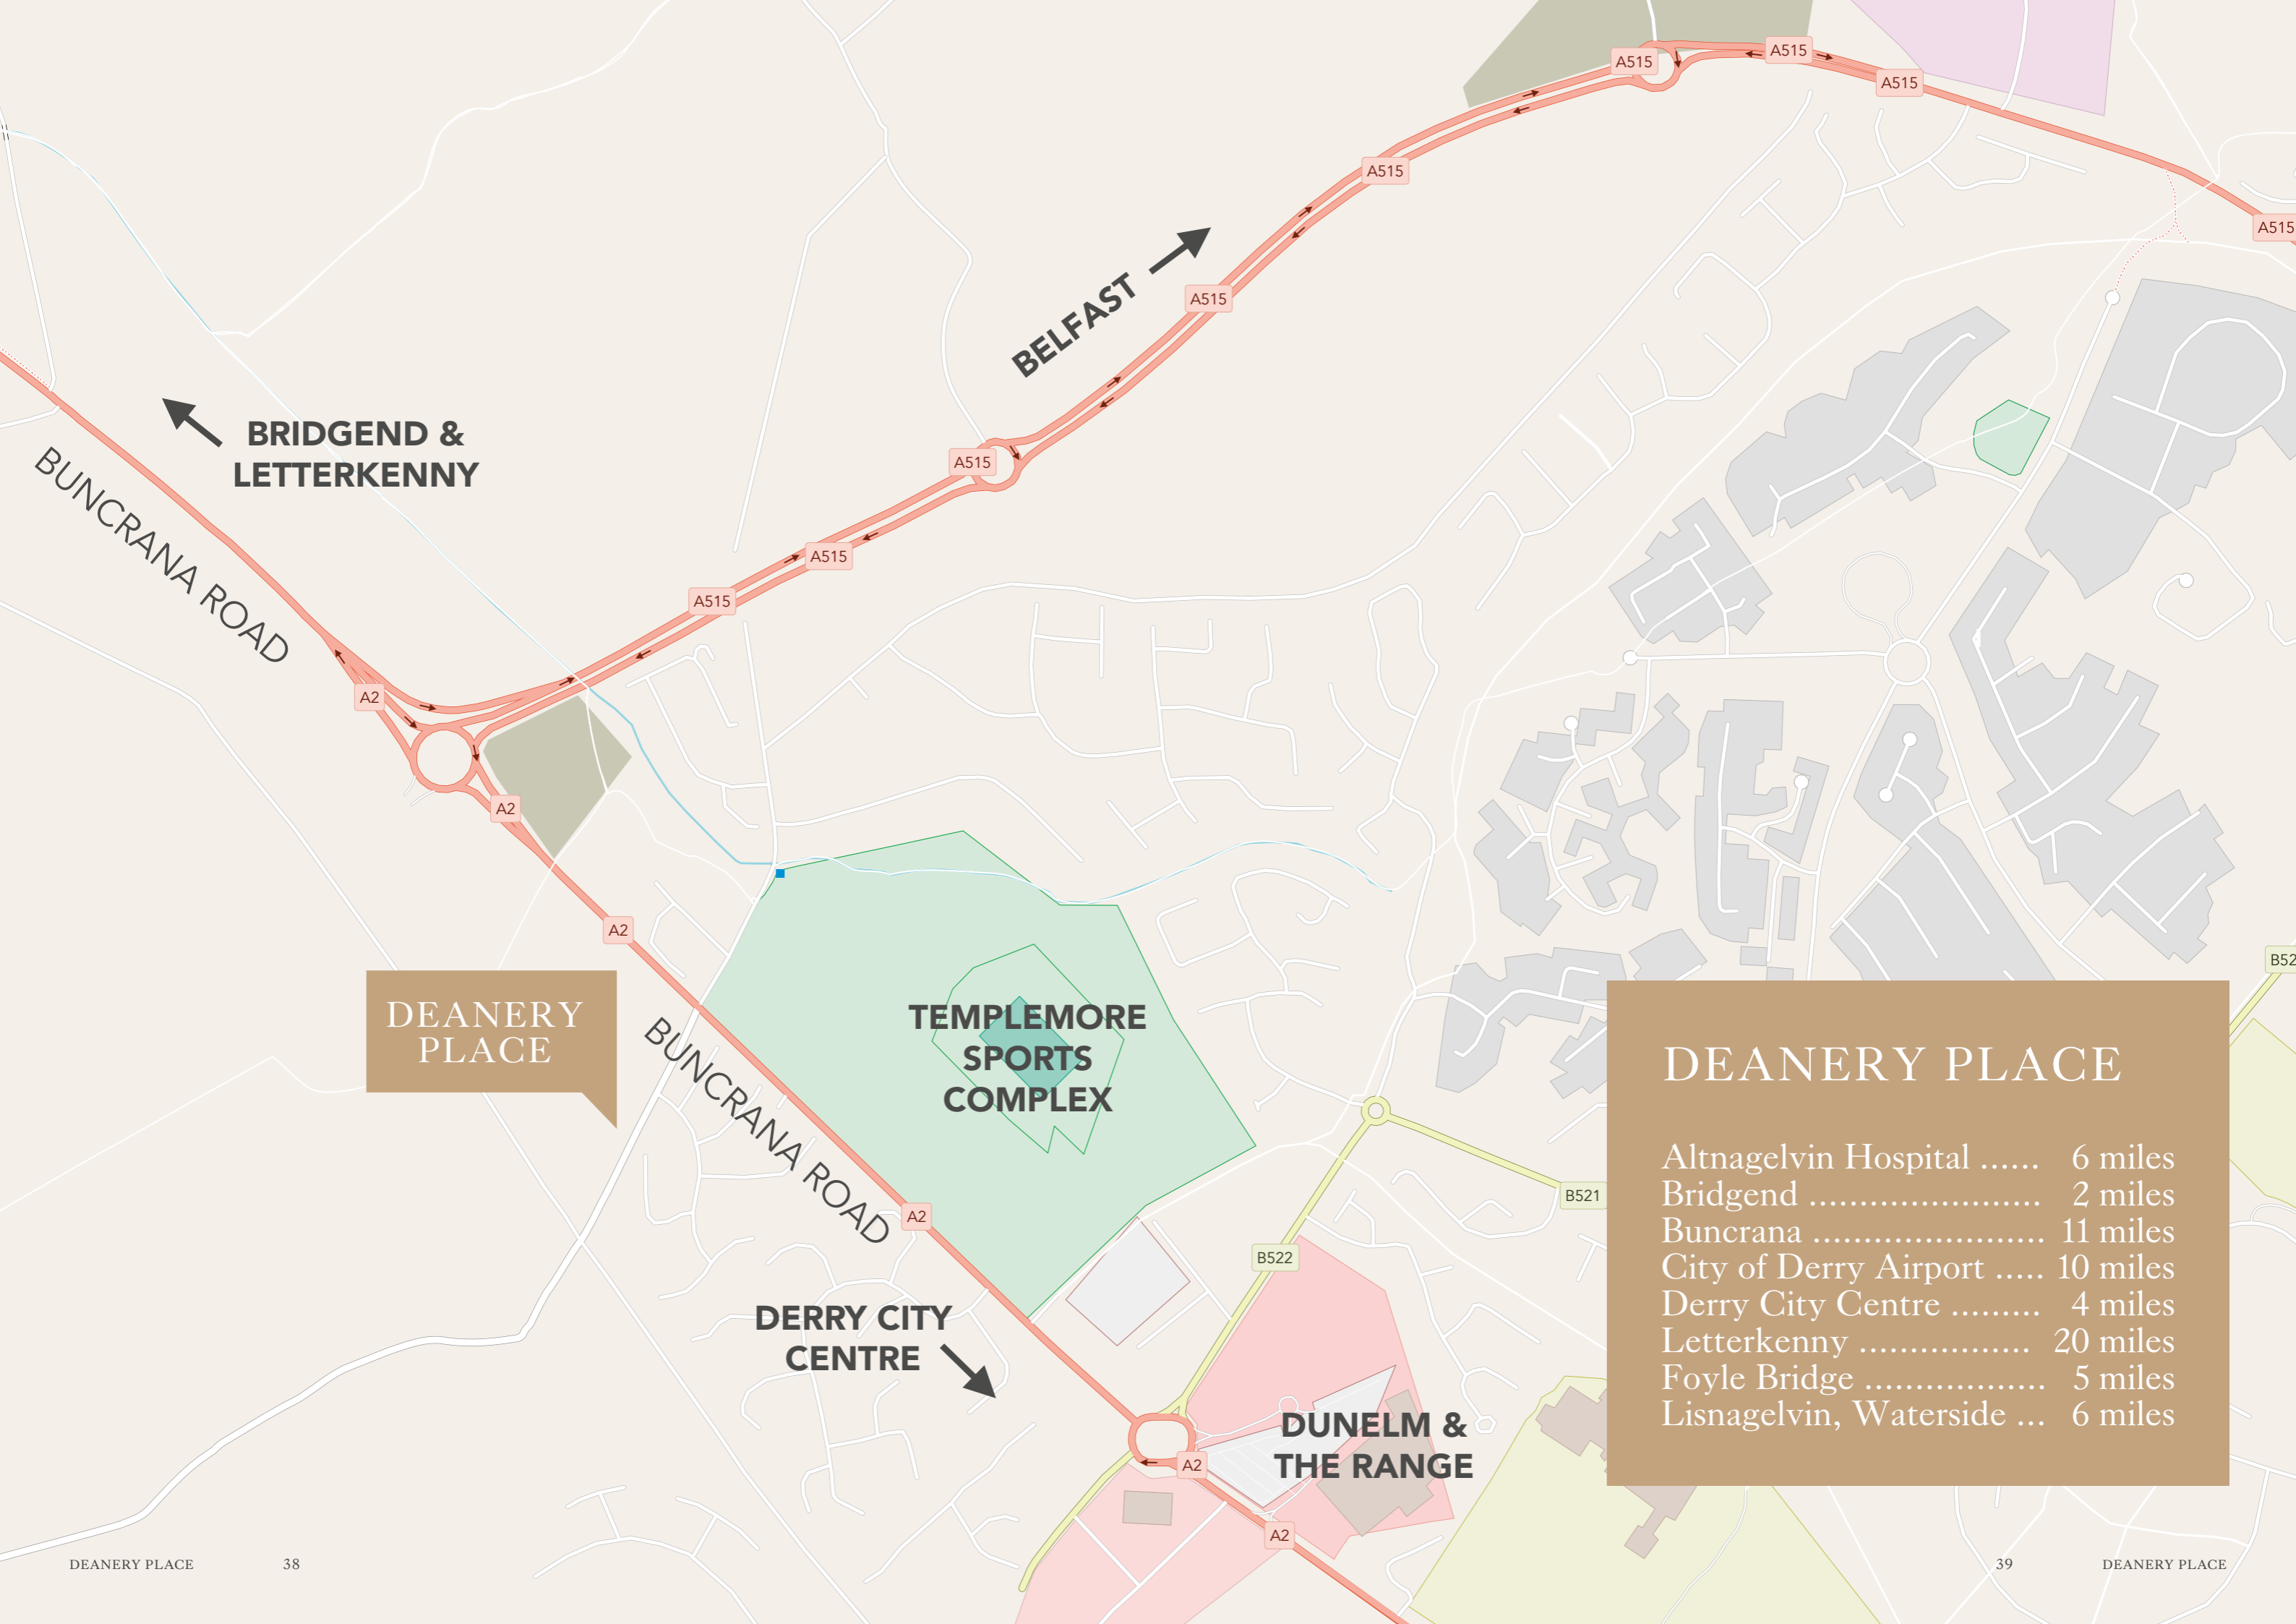 A515
A515
A515
A515
A515
A515
BELFAST
BRIDGEND &
LETTERKENNY
BUNCRANA ROAD
A515
A515
A515
A2
A2
A2
B52
DEANERY
PLACE
BUNCRANA ROAD
TEMPLEMORE
SPORTS
COMPLEX
A2
B521
B522
DERRY CITY
CENTRE
DUNELM &
THE RANGE
A2
A2
DEANERY PLACE
Altnagelvin Hospital ...... 6 miles
Bridgend ....................... 2 miles
Buncrana ....................... 11 miles
City of Derry Airport ..... 10 miles
Derry City Centre ......... 4 miles
Letterkenny ................. 20 miles
Foyle Bridge .................. 5 miles
Lisnagelvin, Waterside ... 6 miles
DEANERY PLACE 38
39 DEANERY PLACE